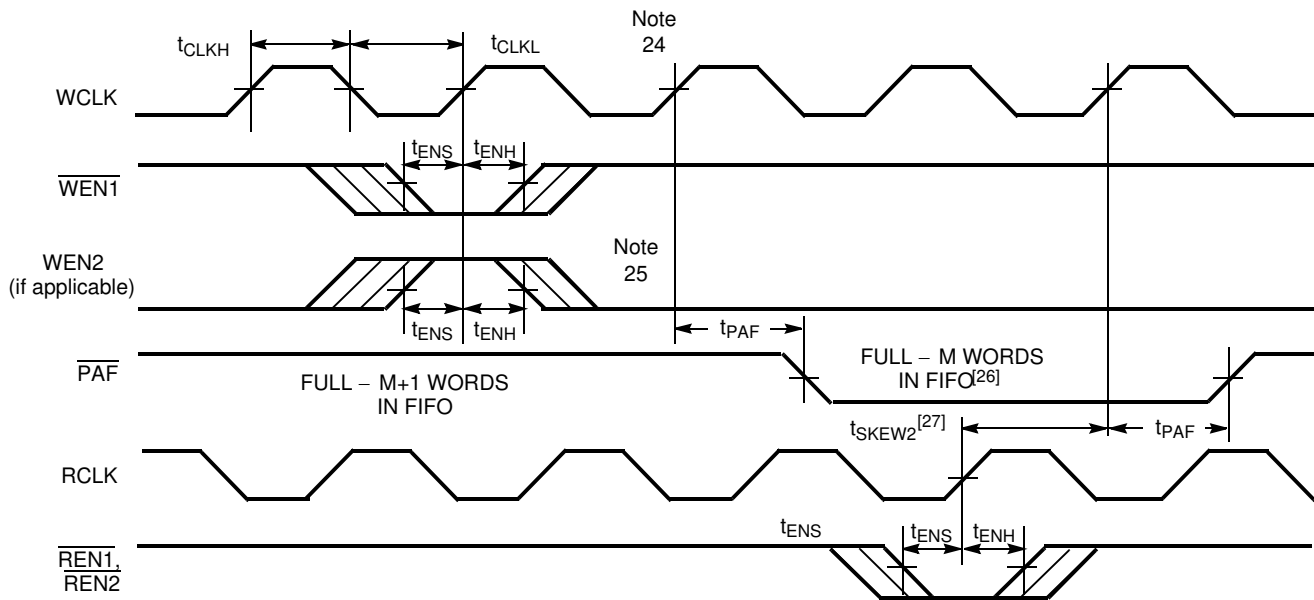 Note
24
tCLKH
tCLKL
WCLK
tENS tENH
WEN1
WEN2
(if applicable)
Note
25
tENS tENH
tPAF
PAF
FULL − M+1 WORDS
IN FIFO
FULL − M WORDS
IN FIFO[26]
tSKEW2[27]
tPAF
RCLK
tENS
tENS tENH
REN1,
REN2